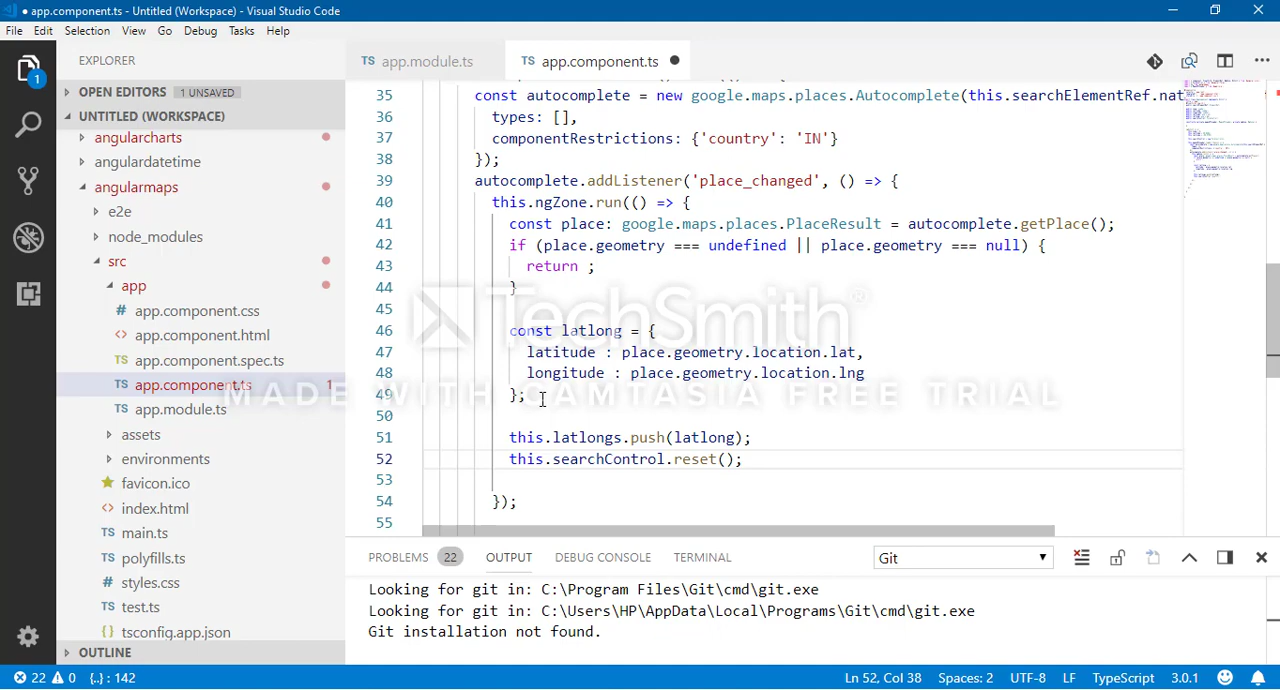 app.component.ts - Untitled (Workspace) - Visual Studio Code
File Edit Selection View Go Debug Tasks Help
EXPLORER
TS app.module.ts TS app.component.ts
OPEN EDITORS 1 UNSAVED
UNTITLED (WORKSPACE)
angularcharts
angulardatetime
angularmaps
e2e
node_modules
src
app
# app.component.css
<> app.component.html
TS app.component.spec.ts
TS app.component.ts 1
TS app.module.ts
assets
environments
favicon.ico
<> index.html
TS main.ts
TS polyfills.ts
# styles.css
TS test.ts
{} tsconfig.app.json
OUTLINE
35 const autocomplete = new google.maps.places.Autocomplete(this.searchElementRef.nat
36 types: [],
37 componentRestrictions: {'country': 'IN'}
38 });
39 autocomplete.addListener('place_changed', () => {
40 this.ngZone.run(() => {
41 const place: google.maps.places.PlaceResult = autocomplete.getPlace();
42 if (place.geometry === undefined || place.geometry === null) {
43 return ;
44 }
45
46 const latlong = {
47 latitude : place.geometry.location.lat,
48 longitude : place.geometry.location.lng
49 };
50
51 this.latlongs.push(latlong);
52 this.searchControl.reset();
53
54 });
55
TechSmith®
MADE WITH CAMTASIA FREE TRIAL
PROBLEMS 22 OUTPUT DEBUG CONSOLE TERMINAL Git
Looking for git in: C:\Program Files\Git\cmd\git.exe
Looking for git in: C:\Users\HP\AppData\Local\Programs\Git\cmd\git.exe
Git installation not found.
22 0 {..} : 142 Ln 52, Col 38 Spaces: 2 UTF-8 LF TypeScript 3.0.1